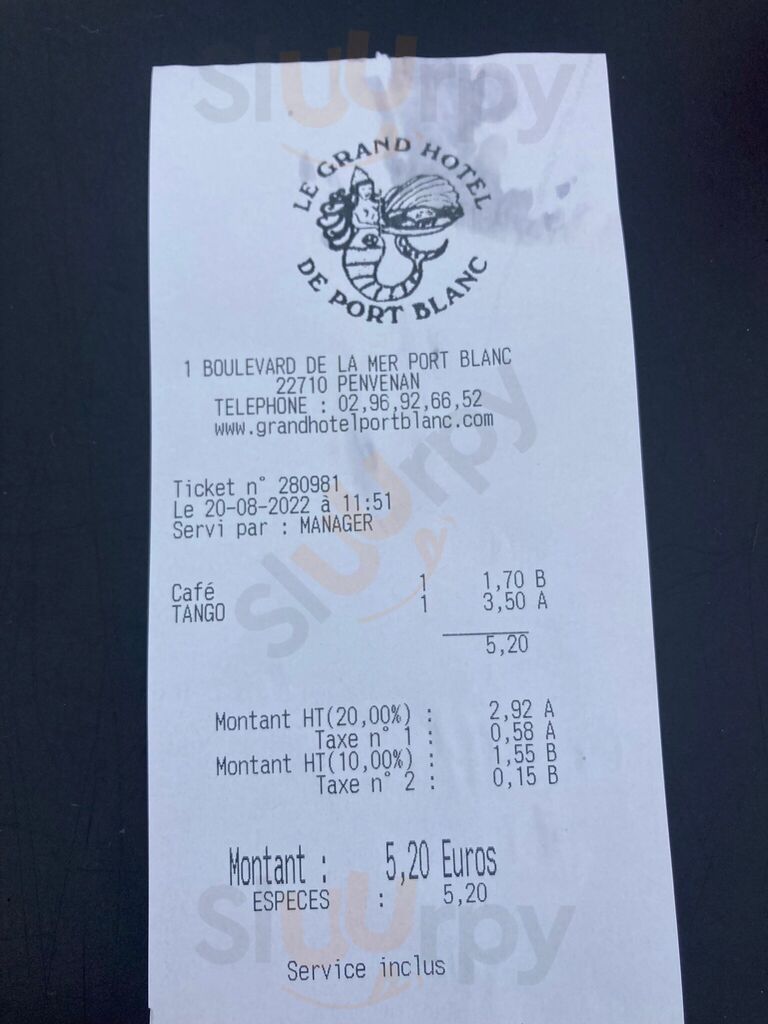 Sluurpy
LE GRAND HOTEL
DE PORT BLANC
1 BOULEVARD DE LA MER PORT BLANC
22710 PENVENAN
TELEPHONE : 02,96,92,66,52
www.grandhotelportblanc.com
Sluurpy
Ticket n° 280981
Le 20-08-2022 à 11:51
Servi par : MANAGER
Café 1 1,70 B
TANGO 1 3,50 A
5,20
Montant HT(20,00%) : 2,92 A
Taxe n° 1 : 0,58 A
Montant HT(10,00%) : 1,55 B
Taxe n° 2 : 0,15 B
Montant : 5,20 Euros
ESPECES : 5,20
Sluurpy
Service inclus